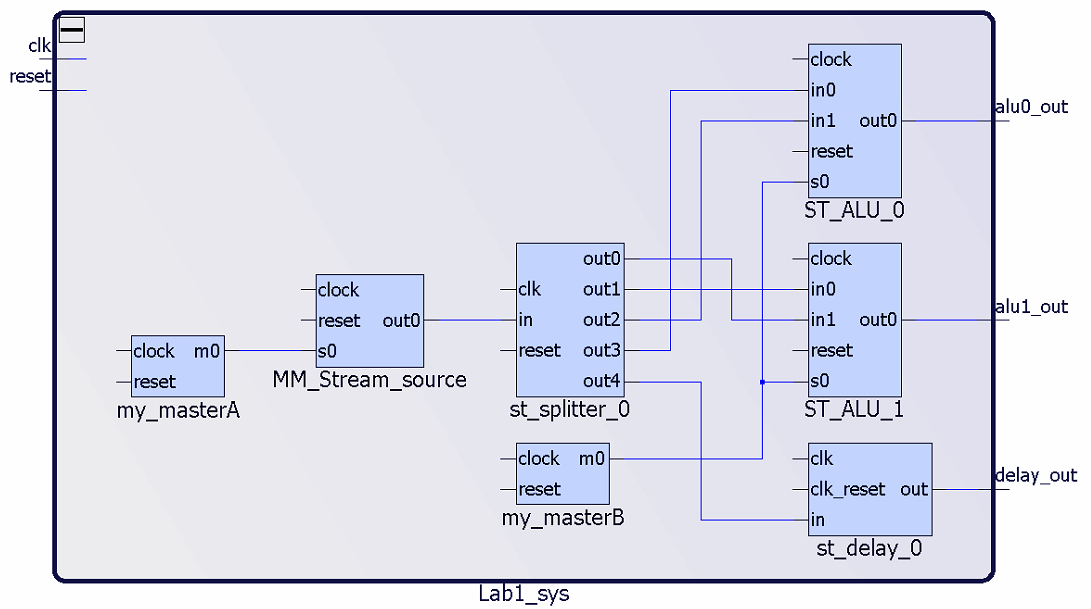 clk
reset
clock
in0
in1 out0
reset
s0
ST_ALU_0
alu0_out
clock
reset out0
s0
MM_Stream_source
clock m0
reset
my_masterA
out0
clk out1
in out2
reset out3
out4
st_splitter_0
clock
in0
in1 out0
reset
s0
ST_ALU_1
alu1_out
clock m0
reset
my_masterB
clk
clk_reset out
in
st_delay_0
delay_out
Lab1_sys